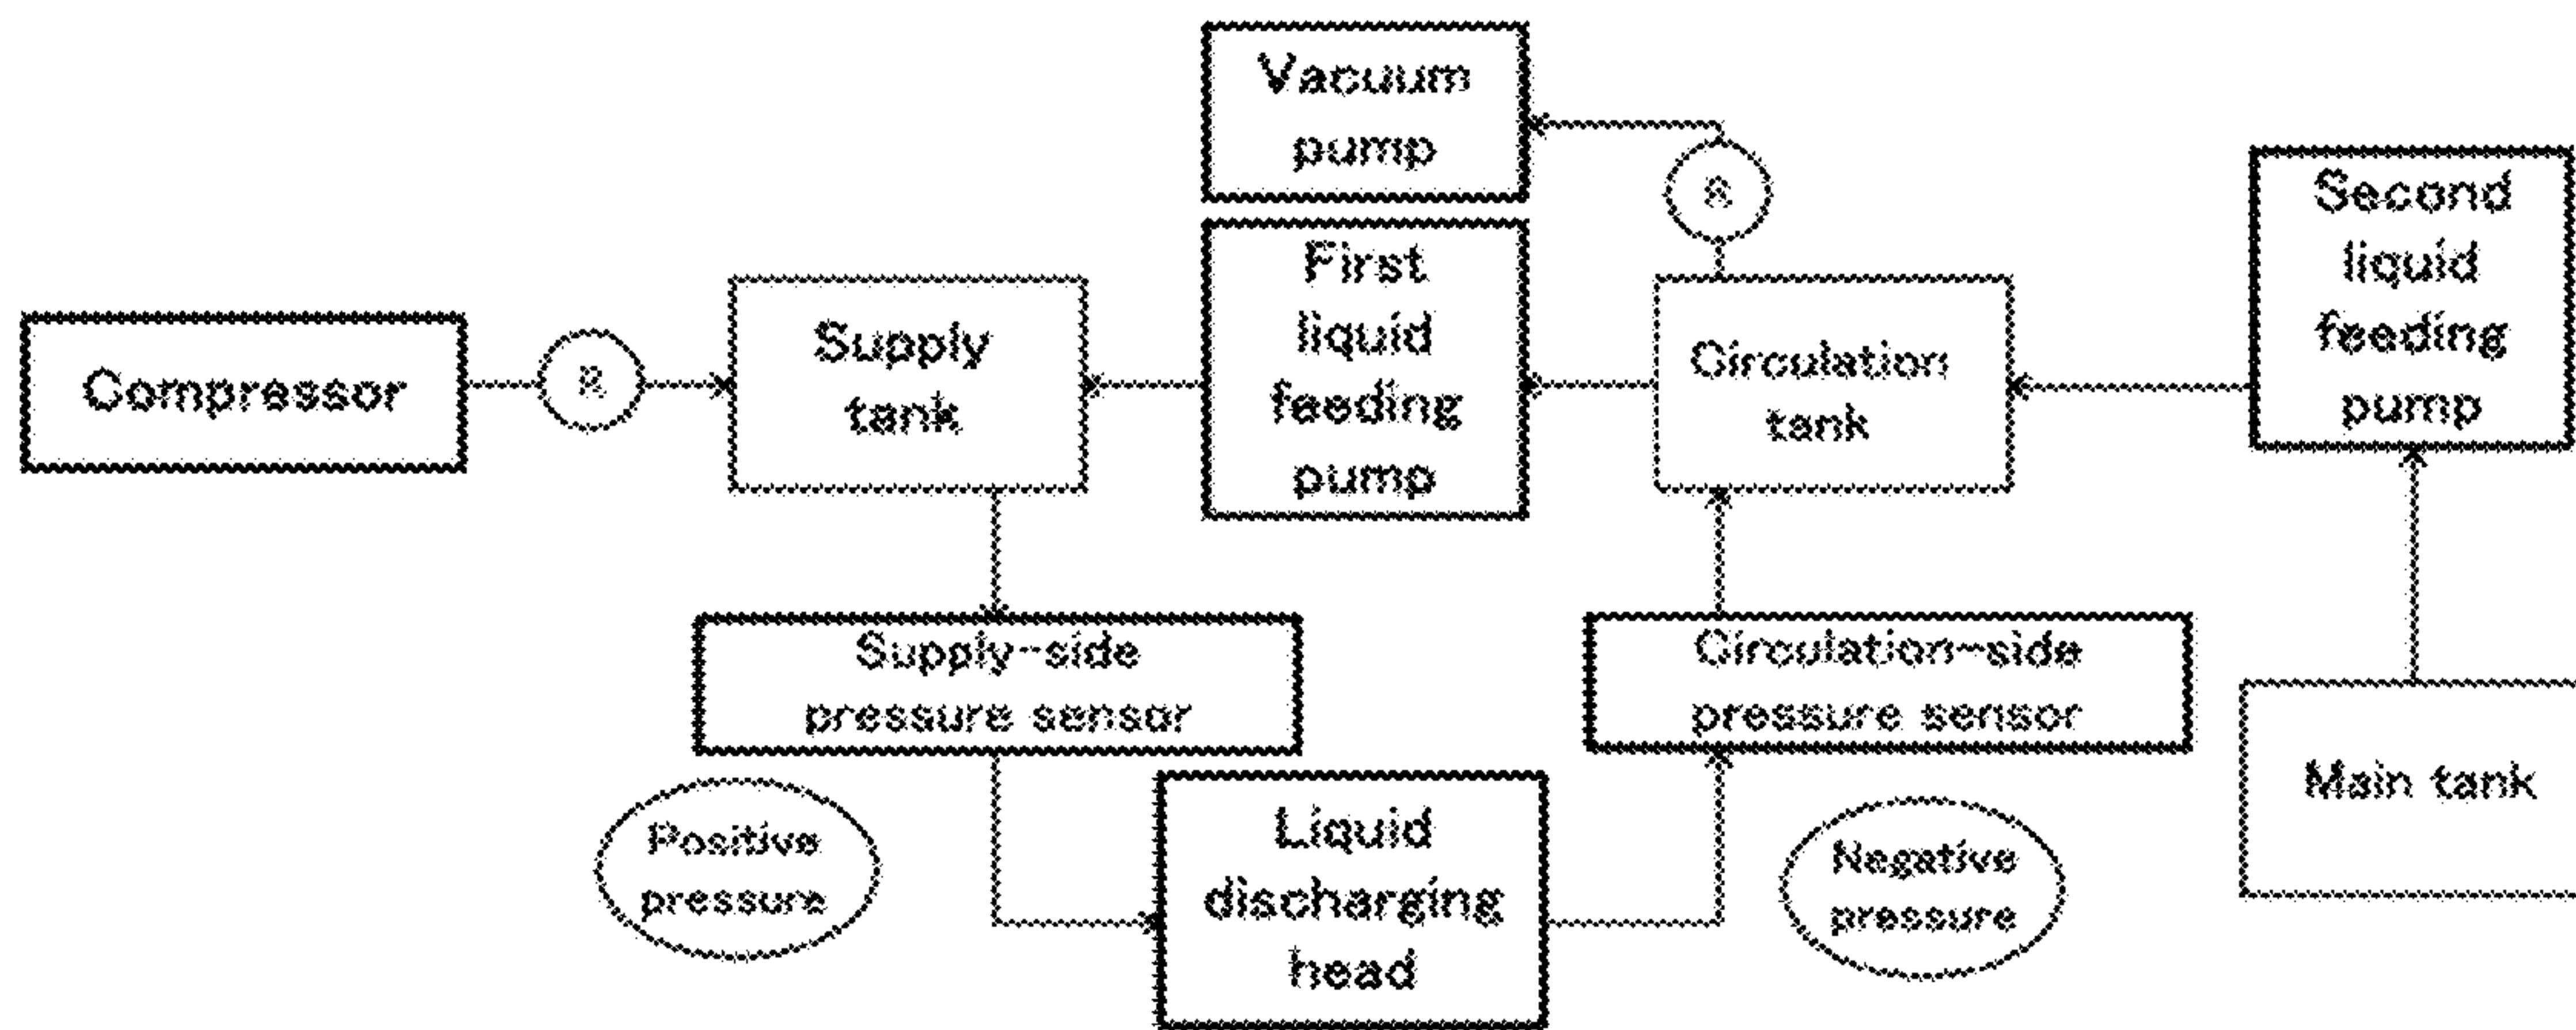 Vacuum
pump
R
Second
liquid
feeding
pump
First
liquid
feeding
pump
Supply
tank
Circulation
tank
Compressor
R
Supply-side
pressure sensor
Circulation-side
pressure sensor
Main tank
Positive
pressure
Liquid
discharging
head
Negative
pressure